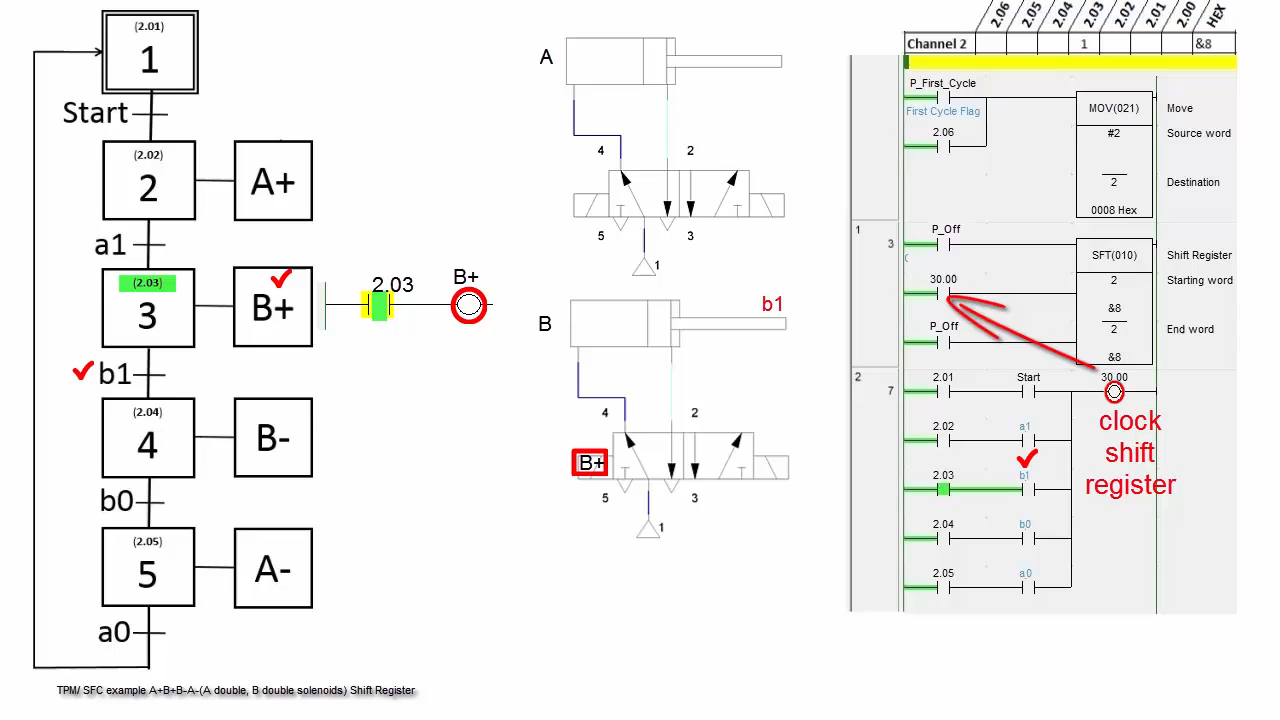 (2.01)
1
Start
(2.02)
2
A+
a1
(2.03)
3
B+
b1
(2.04)
4
B-
b0
(2.05)
5
A-
a0
TPM/ SFC example A+B+B-A-(A double, B double solenoids) Shift Register
2.03
B+
A
4
2
5
3
1
B
b1
4
2
B+
5
3
1
2.06
2.05
2.04
2.03
2.02
2.01
2.00
HEX
Channel 2
1
&8
P_First_Cycle
First Cycle Flag
2.06
MOV(021)
Move
#2
Source word
2
Destination
0008 Hex
1
3
P_Off
SFT(010)
Shift Register
30.00
2
Starting word
&8
P_Off
2
End word
&8
2
7
2.01
Start
30.00
2.02
a1
clock
shift
register
2.03
b1
2.04
b0
2.05
a0